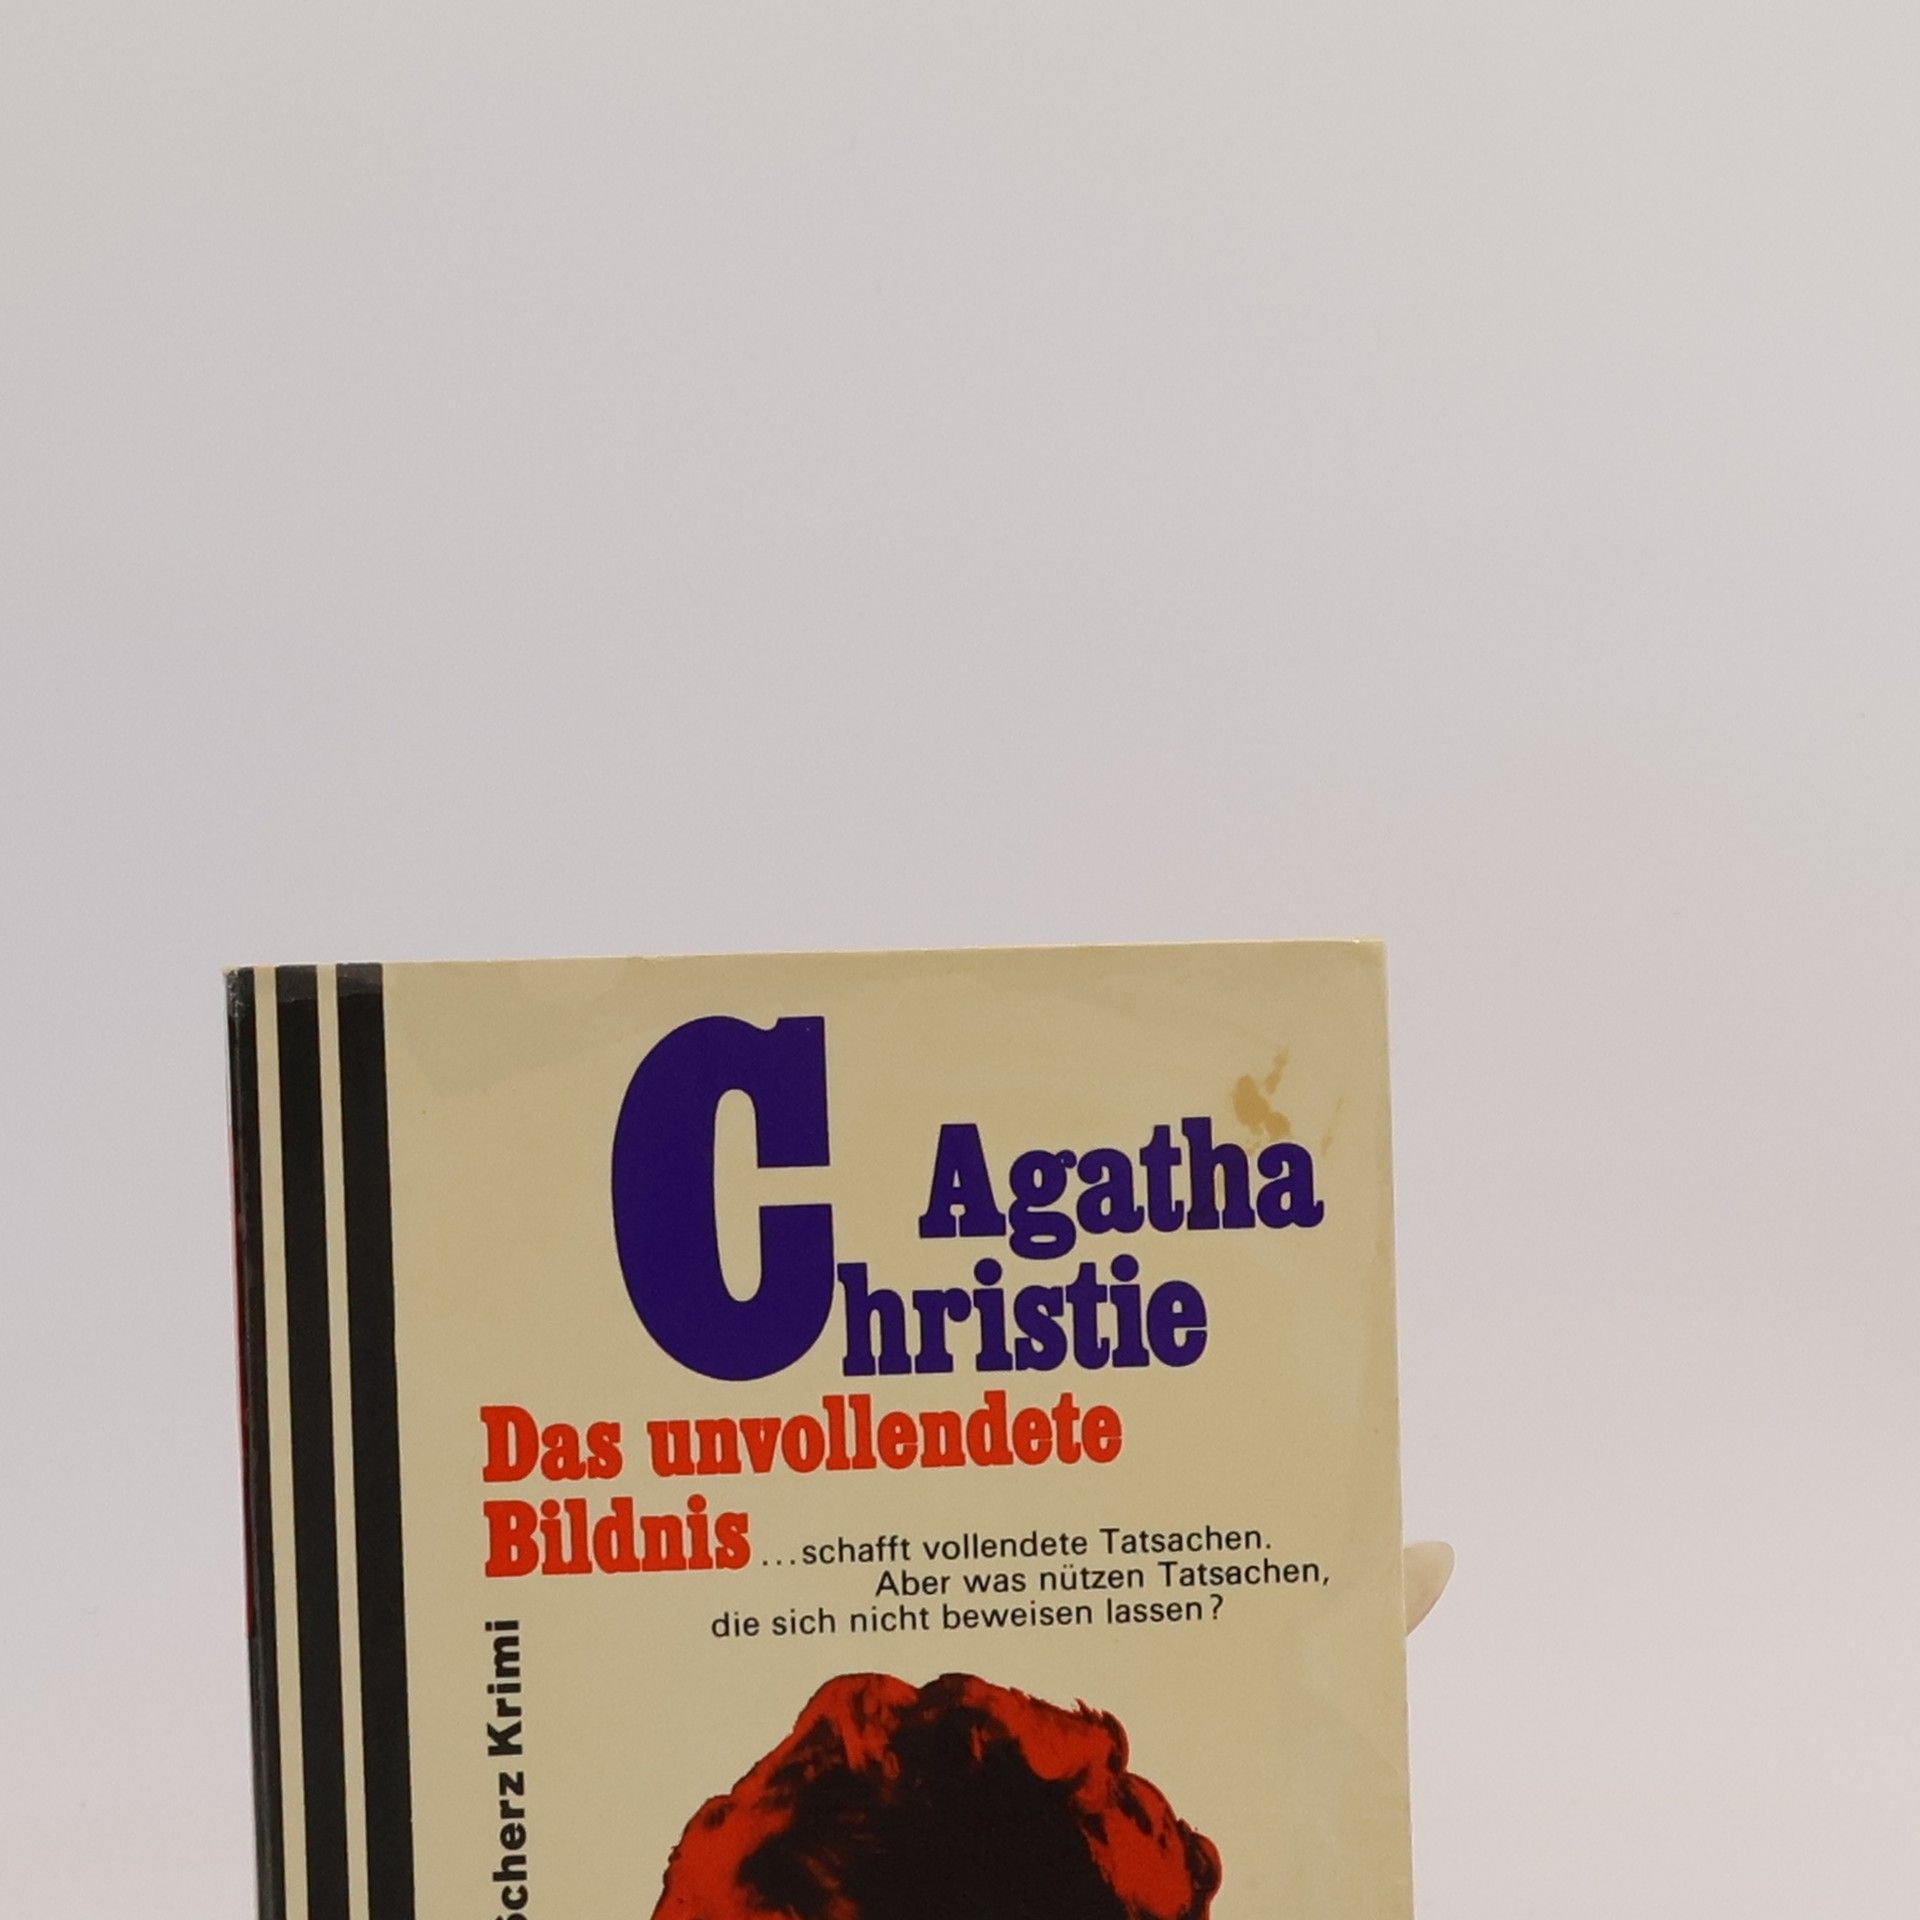 Agatha
Christie
Das unvollendete
Bildnis ...schafft vollendete Tatsachen.
Aber was nützen Tatsachen,
die sich nicht beweisen lassen?
Scherz Krimi